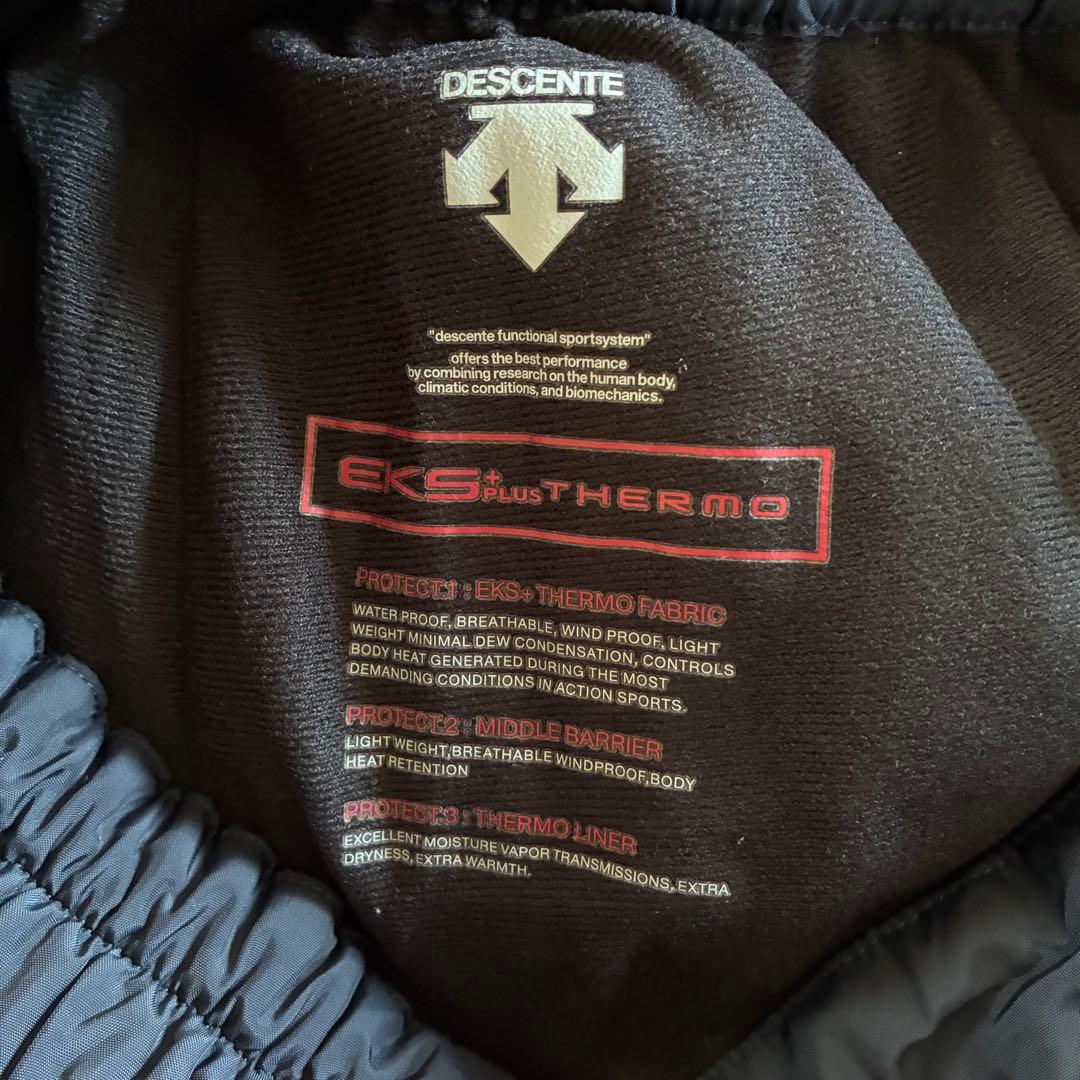 DESCENTE
"descente functional sportsystem"
offers the best performance
by combining research on the human body,
climatic conditions, and biomechanics.
EKS+ PLUS THERMO
PROTECT.1 : EKS+ THERMO FABRIC
WATER PROOF, BREATHABLE, WIND PROOF, LIGHT
WEIGHT MINIMAL DEW CONDENSATION, CONTROLS
BODY HEAT GENERATED DURING THE MOST
DEMANDING CONDITIONS IN ACTION SPORTS.
PROTECT.2 : MIDDLE BARRIER
LIGHT WEIGHT,BREATHABLE WINDPROOF,BODY
HEAT RETENTION
PROTECT.3 : THERMO LINER
EXCELLENT MOISTURE VAPOR TRANSMISSIONS, EXTRA
DRYNESS, EXTRA WARMTH.